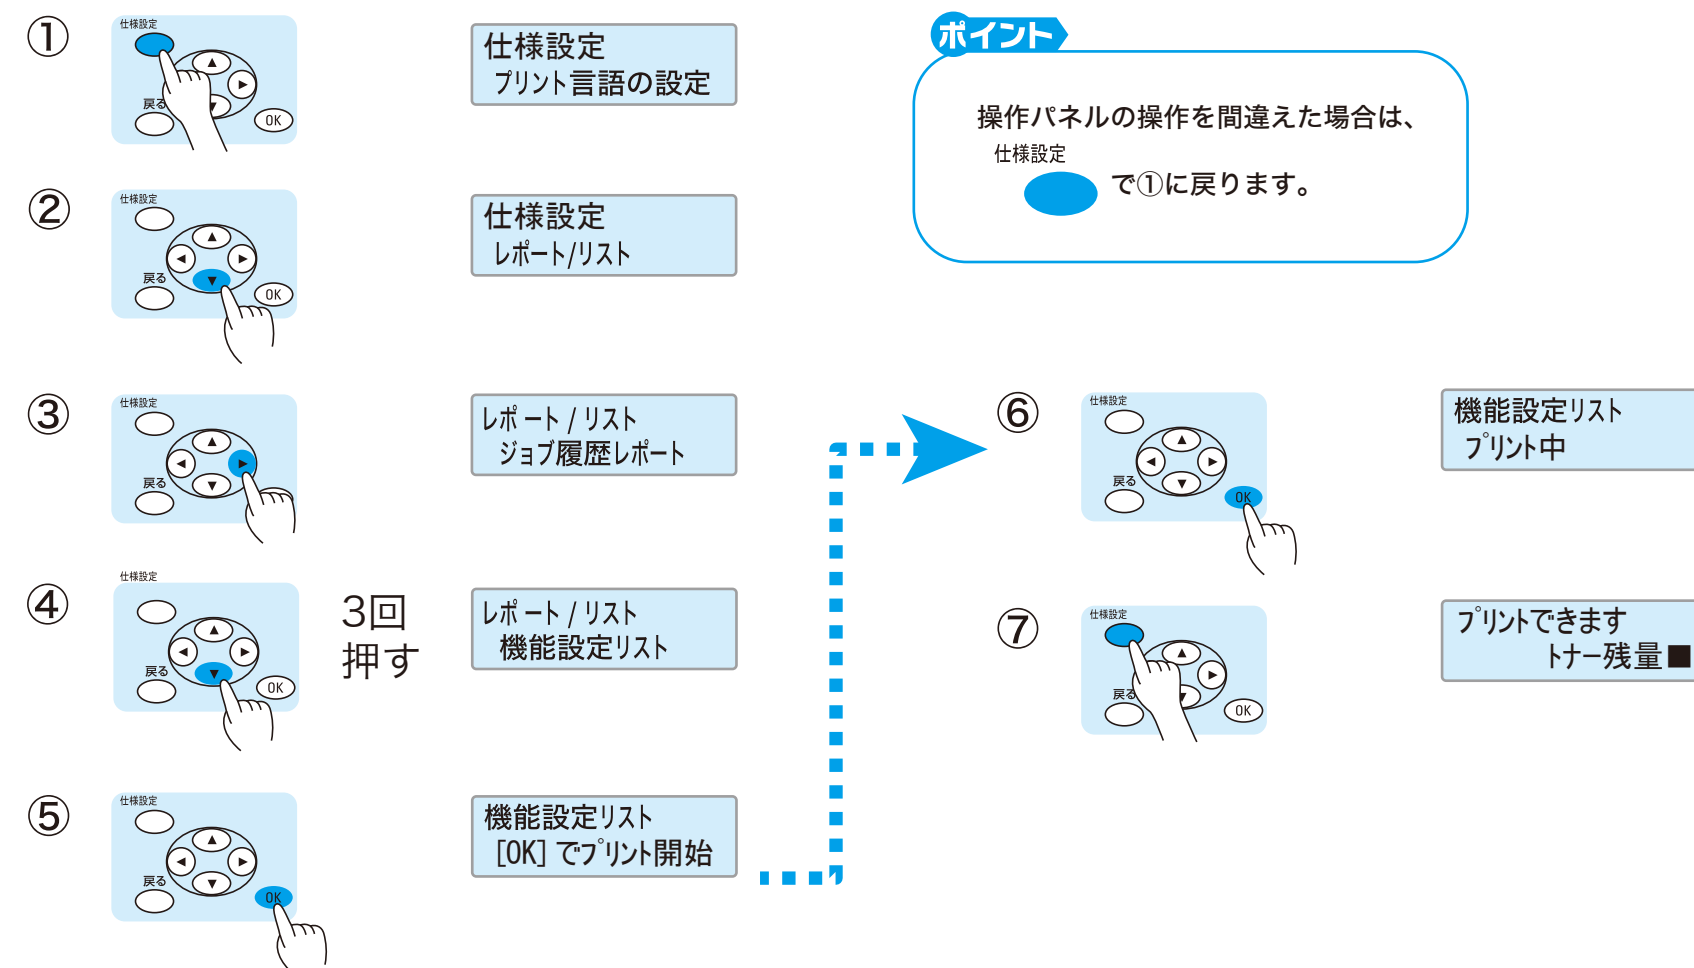 ①
仕様設定
戻る
OK
仕様設定
プリント言語の設定
②
仕様設定
戻る
OK
仕様設定
レポート/リスト
③
仕様設定
戻る
レポート / リスト
ジョブ履歴レポート
④
仕様設定
戻る
OK
3回
押す
レポート / リスト
機能設定リスト
⑤
仕様設定
戻る
OK
機能設定リスト
[OK] でプリント開始
ポイント
操作パネルの操作を間違えた場合は、
仕様設定
で①に戻ります。
⑥
仕様設定
戻る
OK
機能設定リスト
プリント中
⑦
仕様設定
戻る
OK
プリントできます
トナー残量■